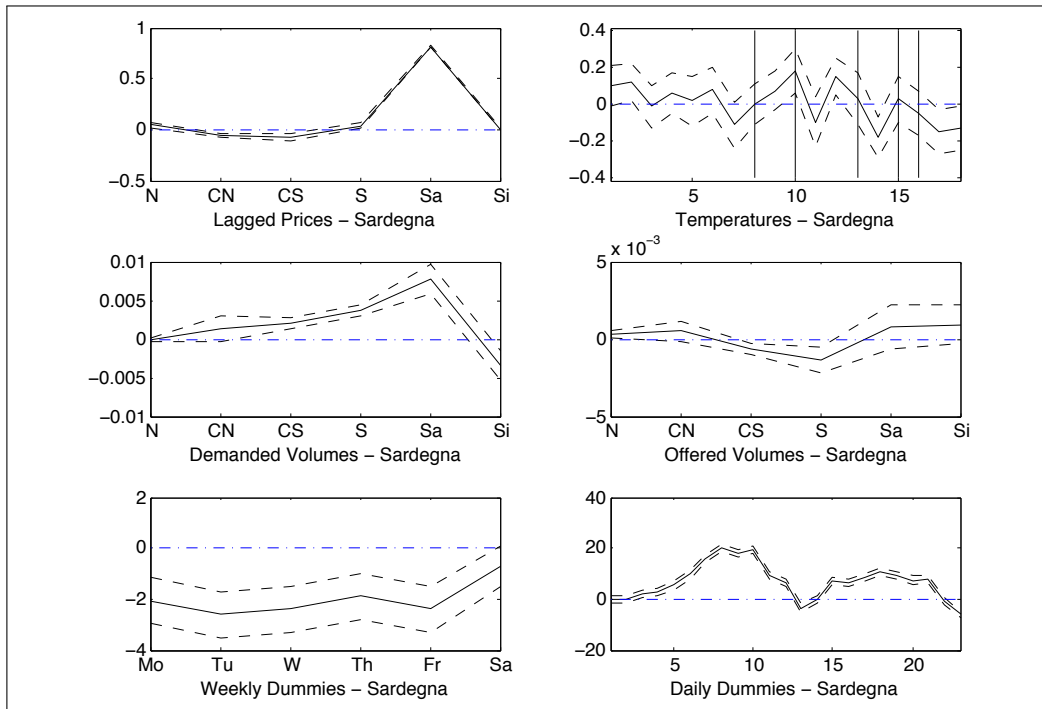 1
0.5
0
−0.5
N CN CS S Sa Si
Lagged Prices − Sardegna
0.4
0.2
0
−0.2
−0.4
5 10 15
Temperatures − Sardegna
0.01
0.005
0
−0.005
−0.01
N CN CS S Sa Si
Demanded Volumes − Sardegna
x 10−3
5
0
−5
N CN CS S Sa Si
Offered Volumes − Sardegna
2
0
−2
−4
Mo Tu W Th Fr Sa
Weekly Dummies − Sardegna
40
20
0
−20
5 10 15 20
Daily Dummies − Sardegna